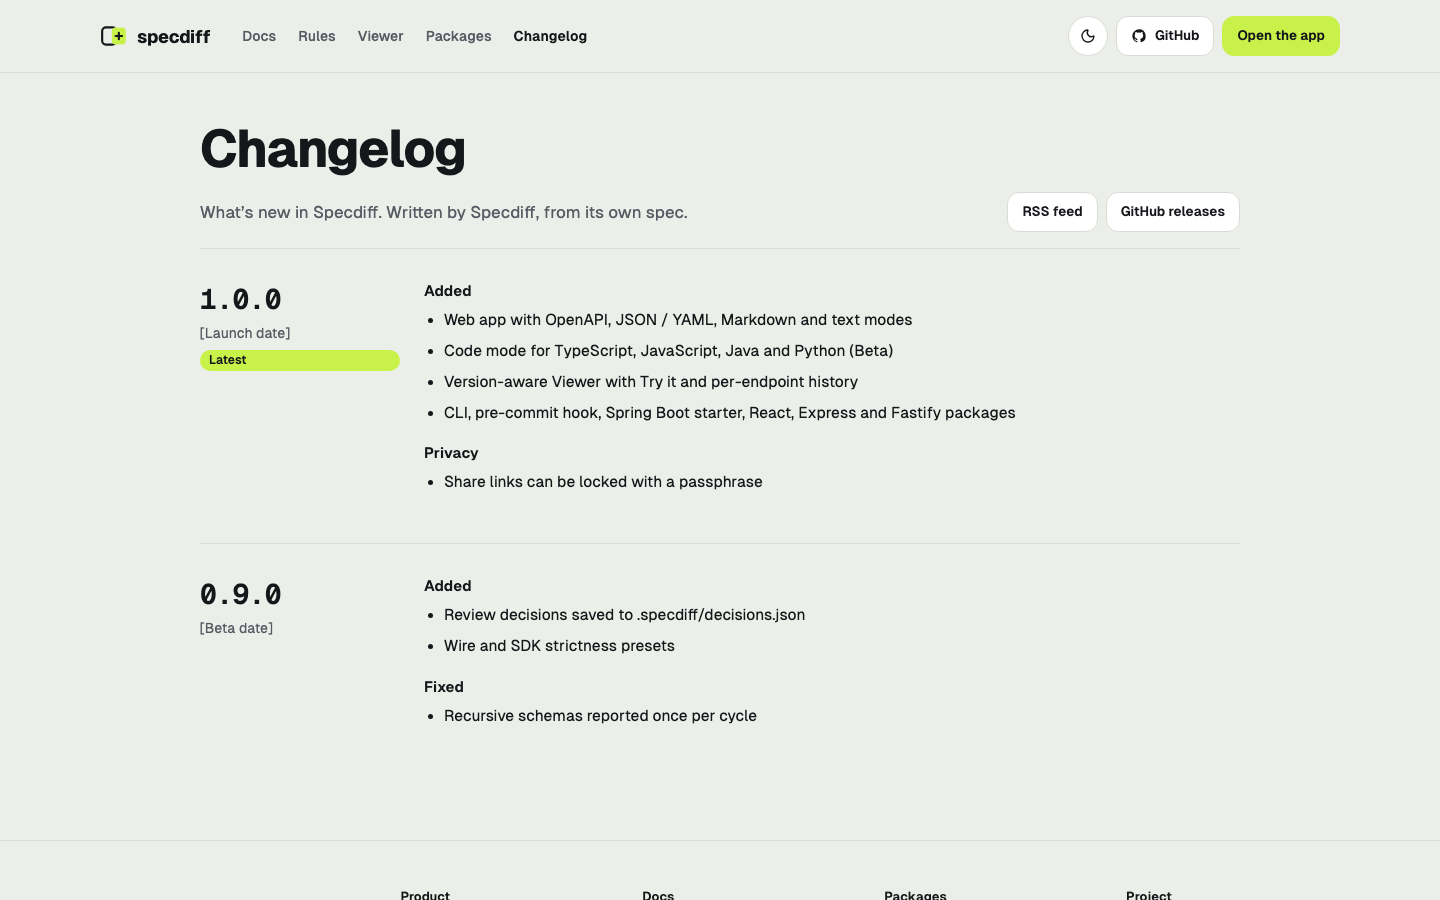 specdiff Docs Rules Viewer Packages Changelog GitHub Open the app
Changelog
What's new in Specdiff. Written by Specdiff, from its own spec. RSS feed GitHub releases
1.0.0
[Launch date]
Latest
Added
• Web app with OpenAPI, JSON / YAML, Markdown and text modes
• Code mode for TypeScript, JavaScript, Java and Python (Beta)
• Version-aware Viewer with Try it and per-endpoint history
• CLI, pre-commit hook, Spring Boot starter, React, Express and Fastify packages
Privacy
• Share links can be locked with a passphrase
0.9.0
[Beta date]
Added
• Review decisions saved to .specdiff/decisions.json
• Wire and SDK strictness presets
Fixed
• Recursive schemas reported once per cycle
Product Docs Packages Project